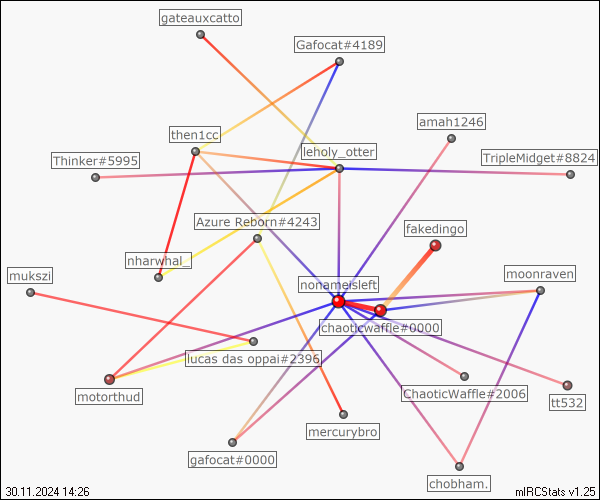 gateauxcatto
Gafocat#4189
amah1246
then1cc
leholy_otter
Thinker#5995
TripleMidget#8824
Azure Reborn#4243
fakedingo
nharwhal_
mukszi
nonameisleft
moonraven
chaoticwaffle#0000
lucas das oppai#2396
motorthud
ChaoticWaffle#2006
tt532
mercurybro
gafocat#0000
chobham.
30.11.2024 14:26
mIRCStats v1.25